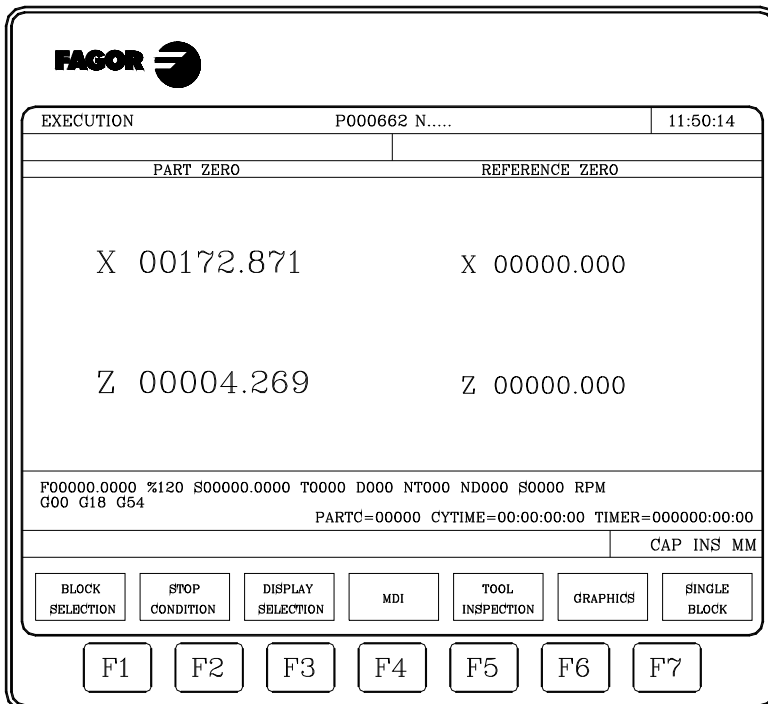 FAGOR
EXECUTION P000662 N..... 11:50:14
PART ZERO REFERENCE ZERO
X 00172.871 X 00000.000
Z 00004.269 Z 00000.000
F00000.0000 %120 S00000.0000 T0000 D000 NT000 ND000 S0000 RPM
G00 G18 G54
PARTC=00000 CYTIME=00:00:00:00 TIMER=000000:00:00
CAP INS MM
BLOCK SELECTION
STOP CONDITION
DISPLAY SELECTION
MDI
TOOL INSPECTION
GRAPHICS
SINGLE BLOCK
F1 F2 F3 F4 F5 F6 F7